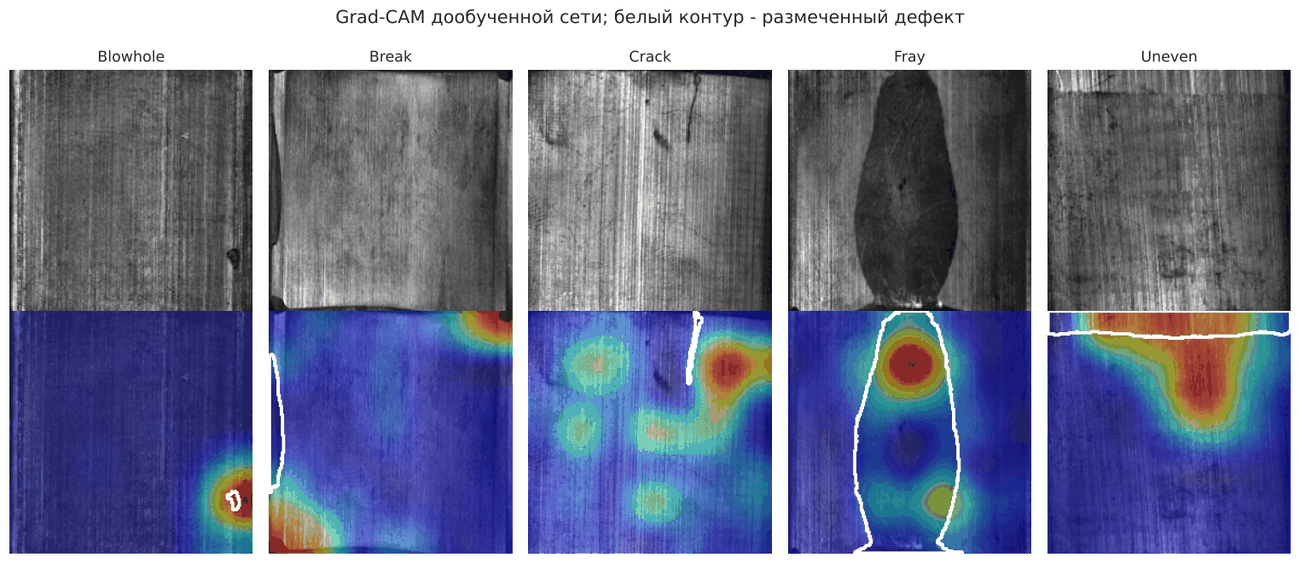 Grad-CAM дообученной сети; белый контур - размеченный дефект
Blowhole
Break
Crack
Fray
Uneven